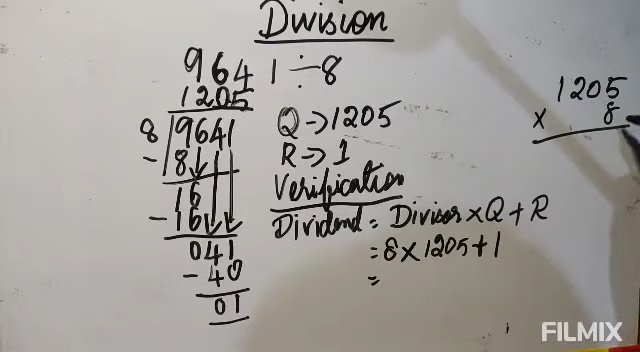 Division
9641 ÷ 8
1205
8 9641
- 8
16
- 16
041
- 40
01
Q → 1205
R → 1
Verification
Dividend = Divisor × Q + R
= 8 × 1205 + 1
=
1205
× 8
FILMIX